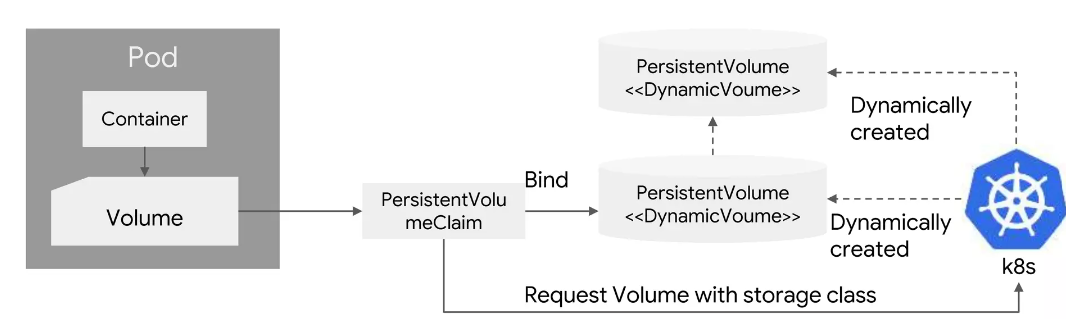 Pod
Container
Volume
PersistentVolu
meClaim
Bind
PersistentVolume
<<DynamicVoume>>
PersistentVolume
<<DynamicVoume>>
Dynamically
created
Dynamically
created
k8s
Request Volume with storage class